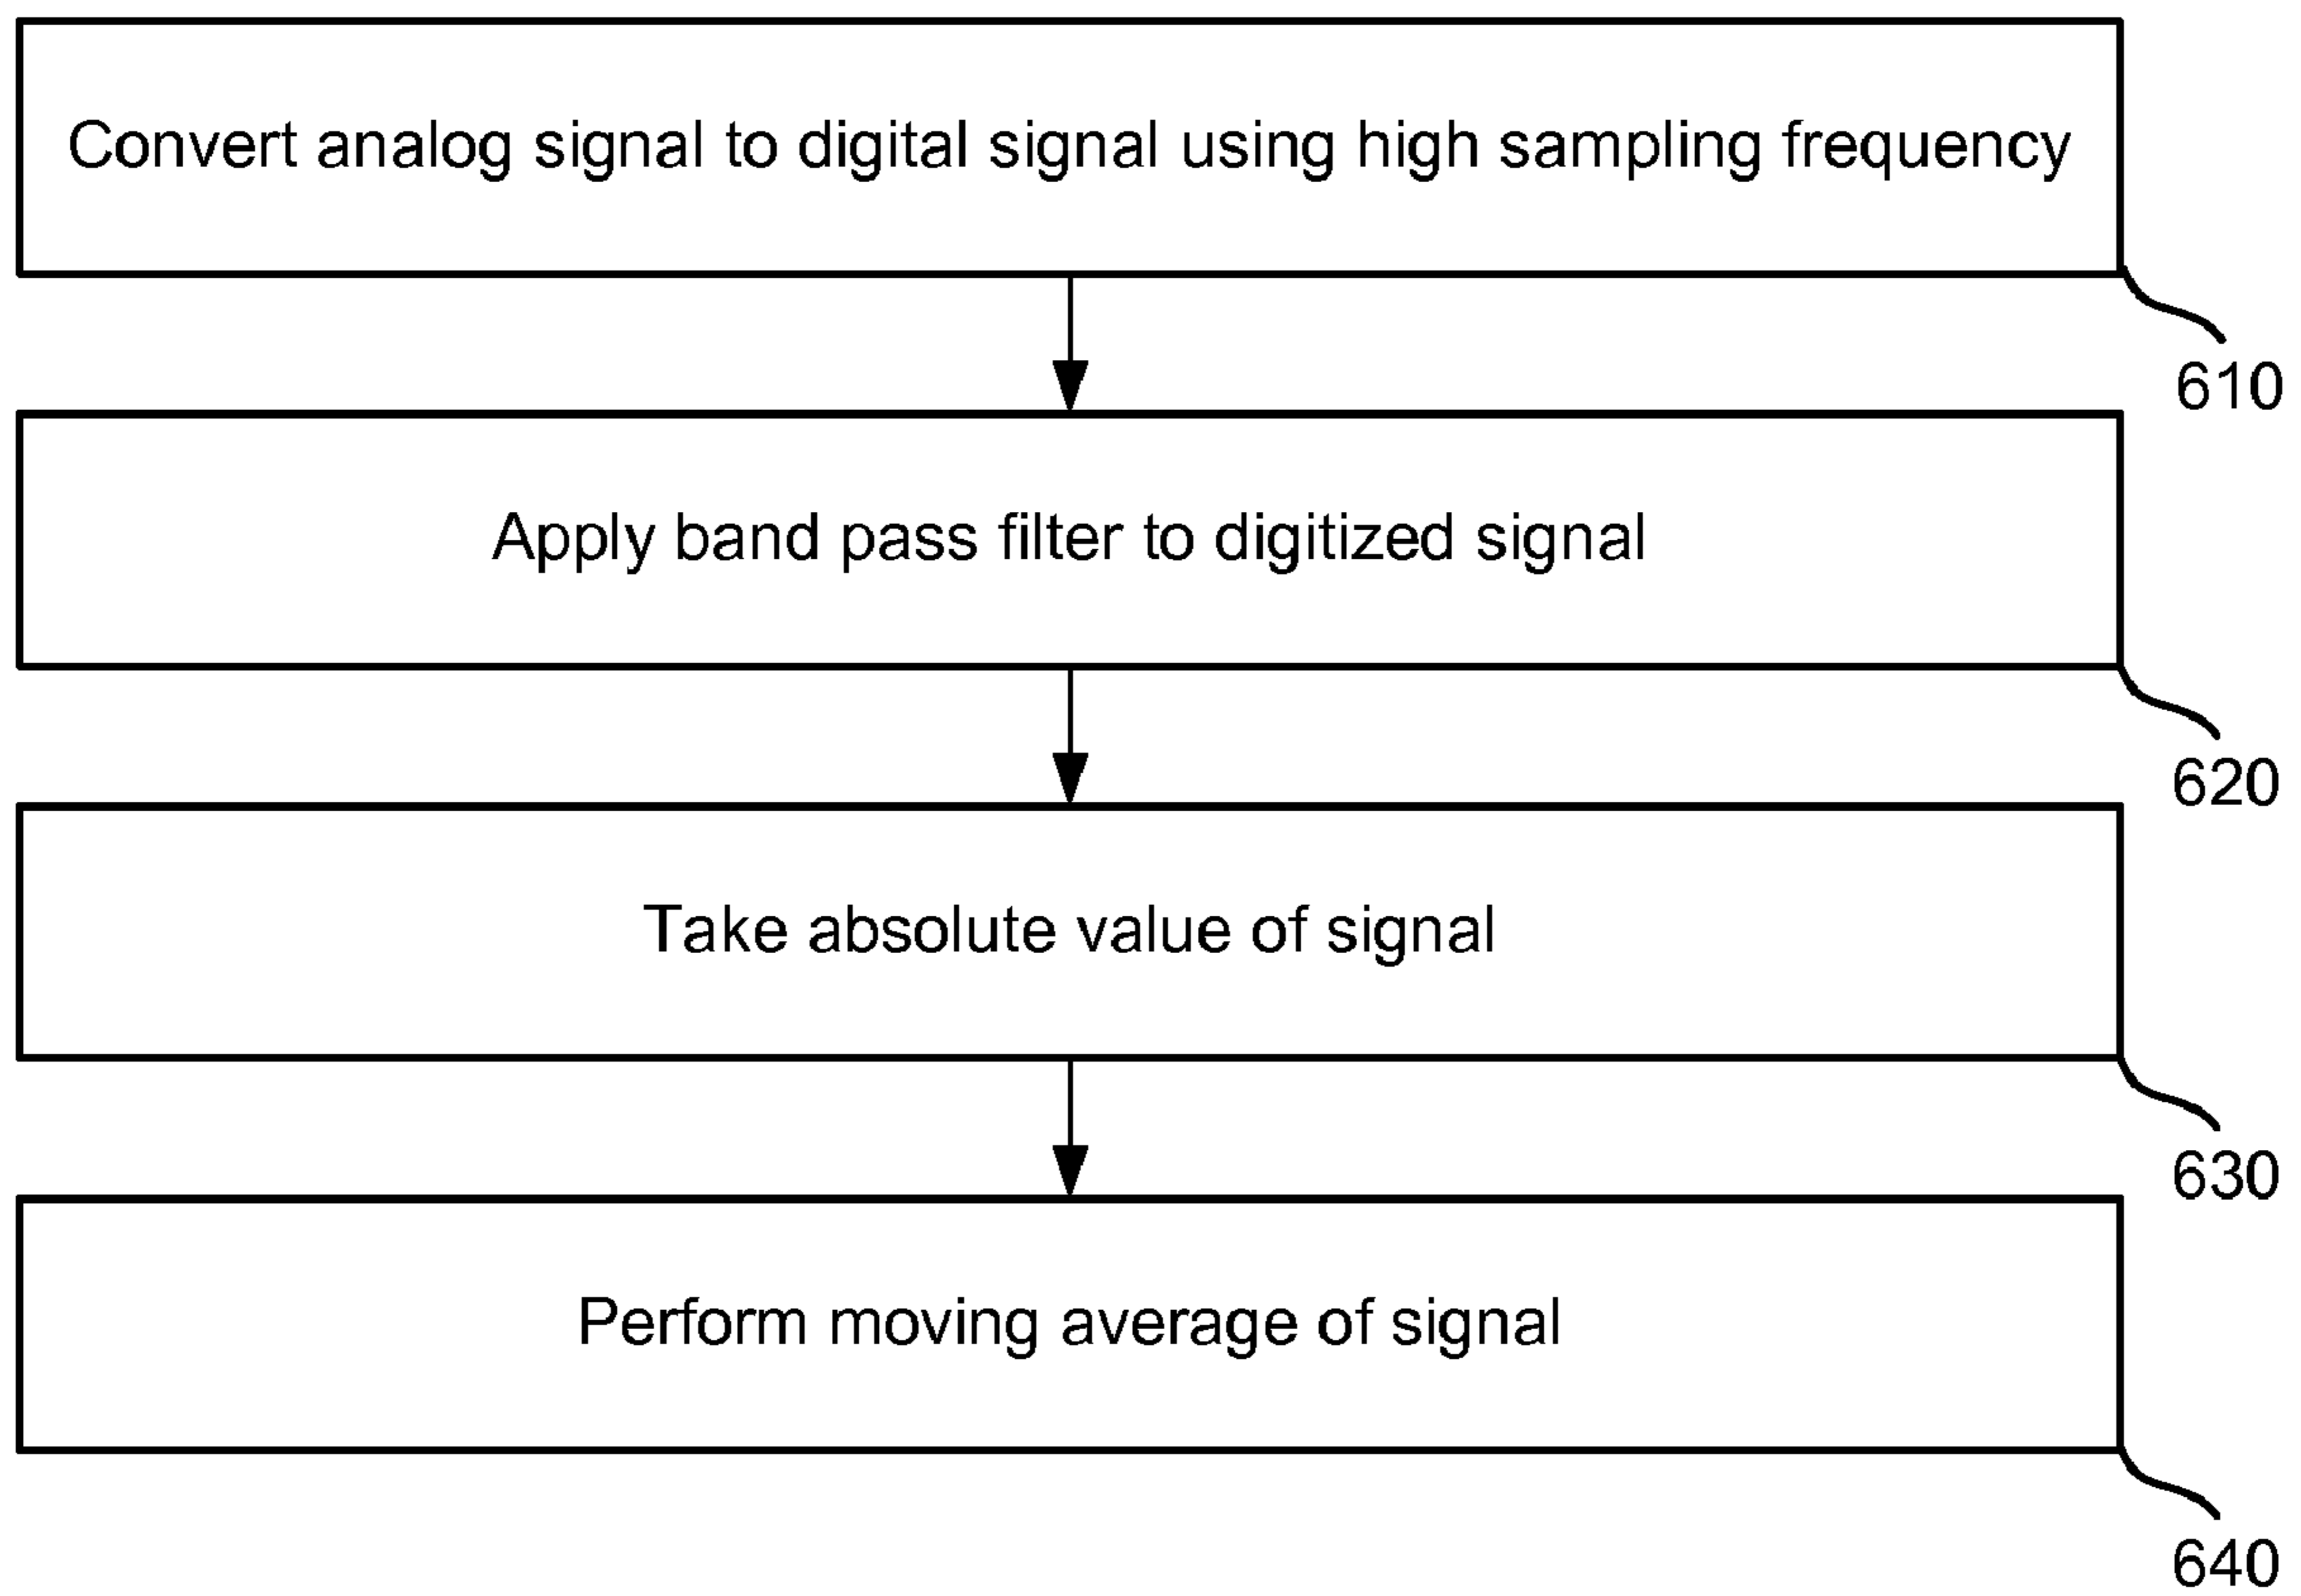 Convert analog signal to digital signal using high sampling frequency
610
Apply band pass filter to digitized signal
620
Take absolute value of signal
630
Perform moving average of signal
640